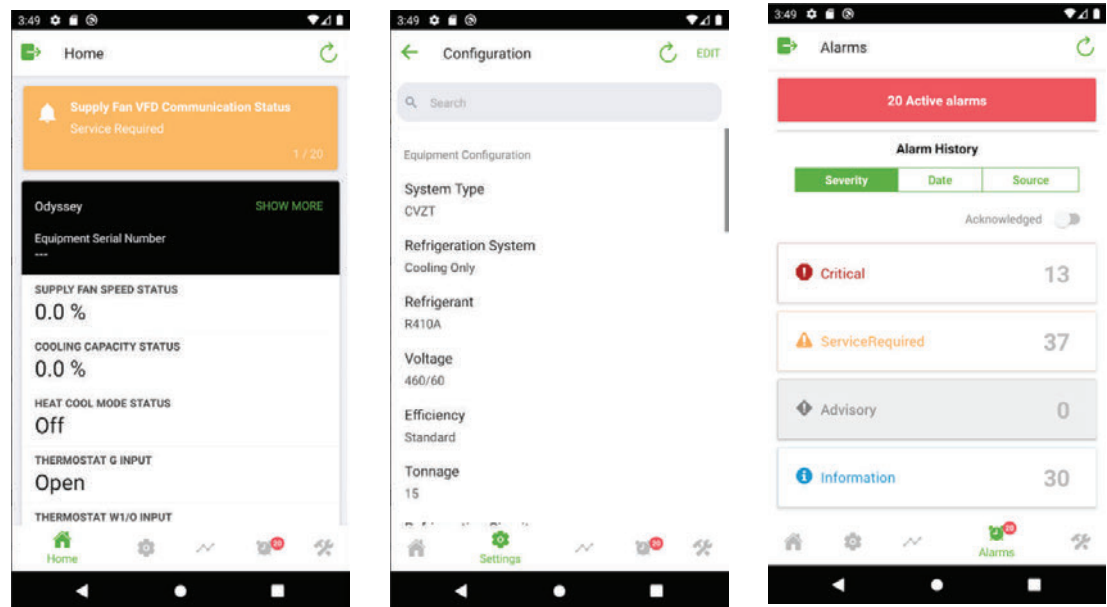 3:49
Home
Supply Fan VFD Communication Status
Service Required
1 / 20
Odyssey
SHOW MORE
Equipment Serial Number
---
SUPPLY FAN SPEED STATUS
0.0 %
COOLING CAPACITY STATUS
0.0 %
HEAT COOL MODE STATUS
Off
THERMOSTAT G INPUT
Open
THERMOSTAT W1/O INPUT
20
Home
3:49
Configuration
EDIT
Search
Equipment Configuration
System Type
CVZT
Refrigeration System
Cooling Only
Refrigerant
R410A
Voltage
460/60
Efficiency
Standard
Tonnage
15
20
Settings
3:49
Alarms
20 Active alarms
Alarm History
Severity
Date
Source
Acknowledged
Critical
13
ServiceRequired
37
Advisory
0
Information
30
20
Alarms